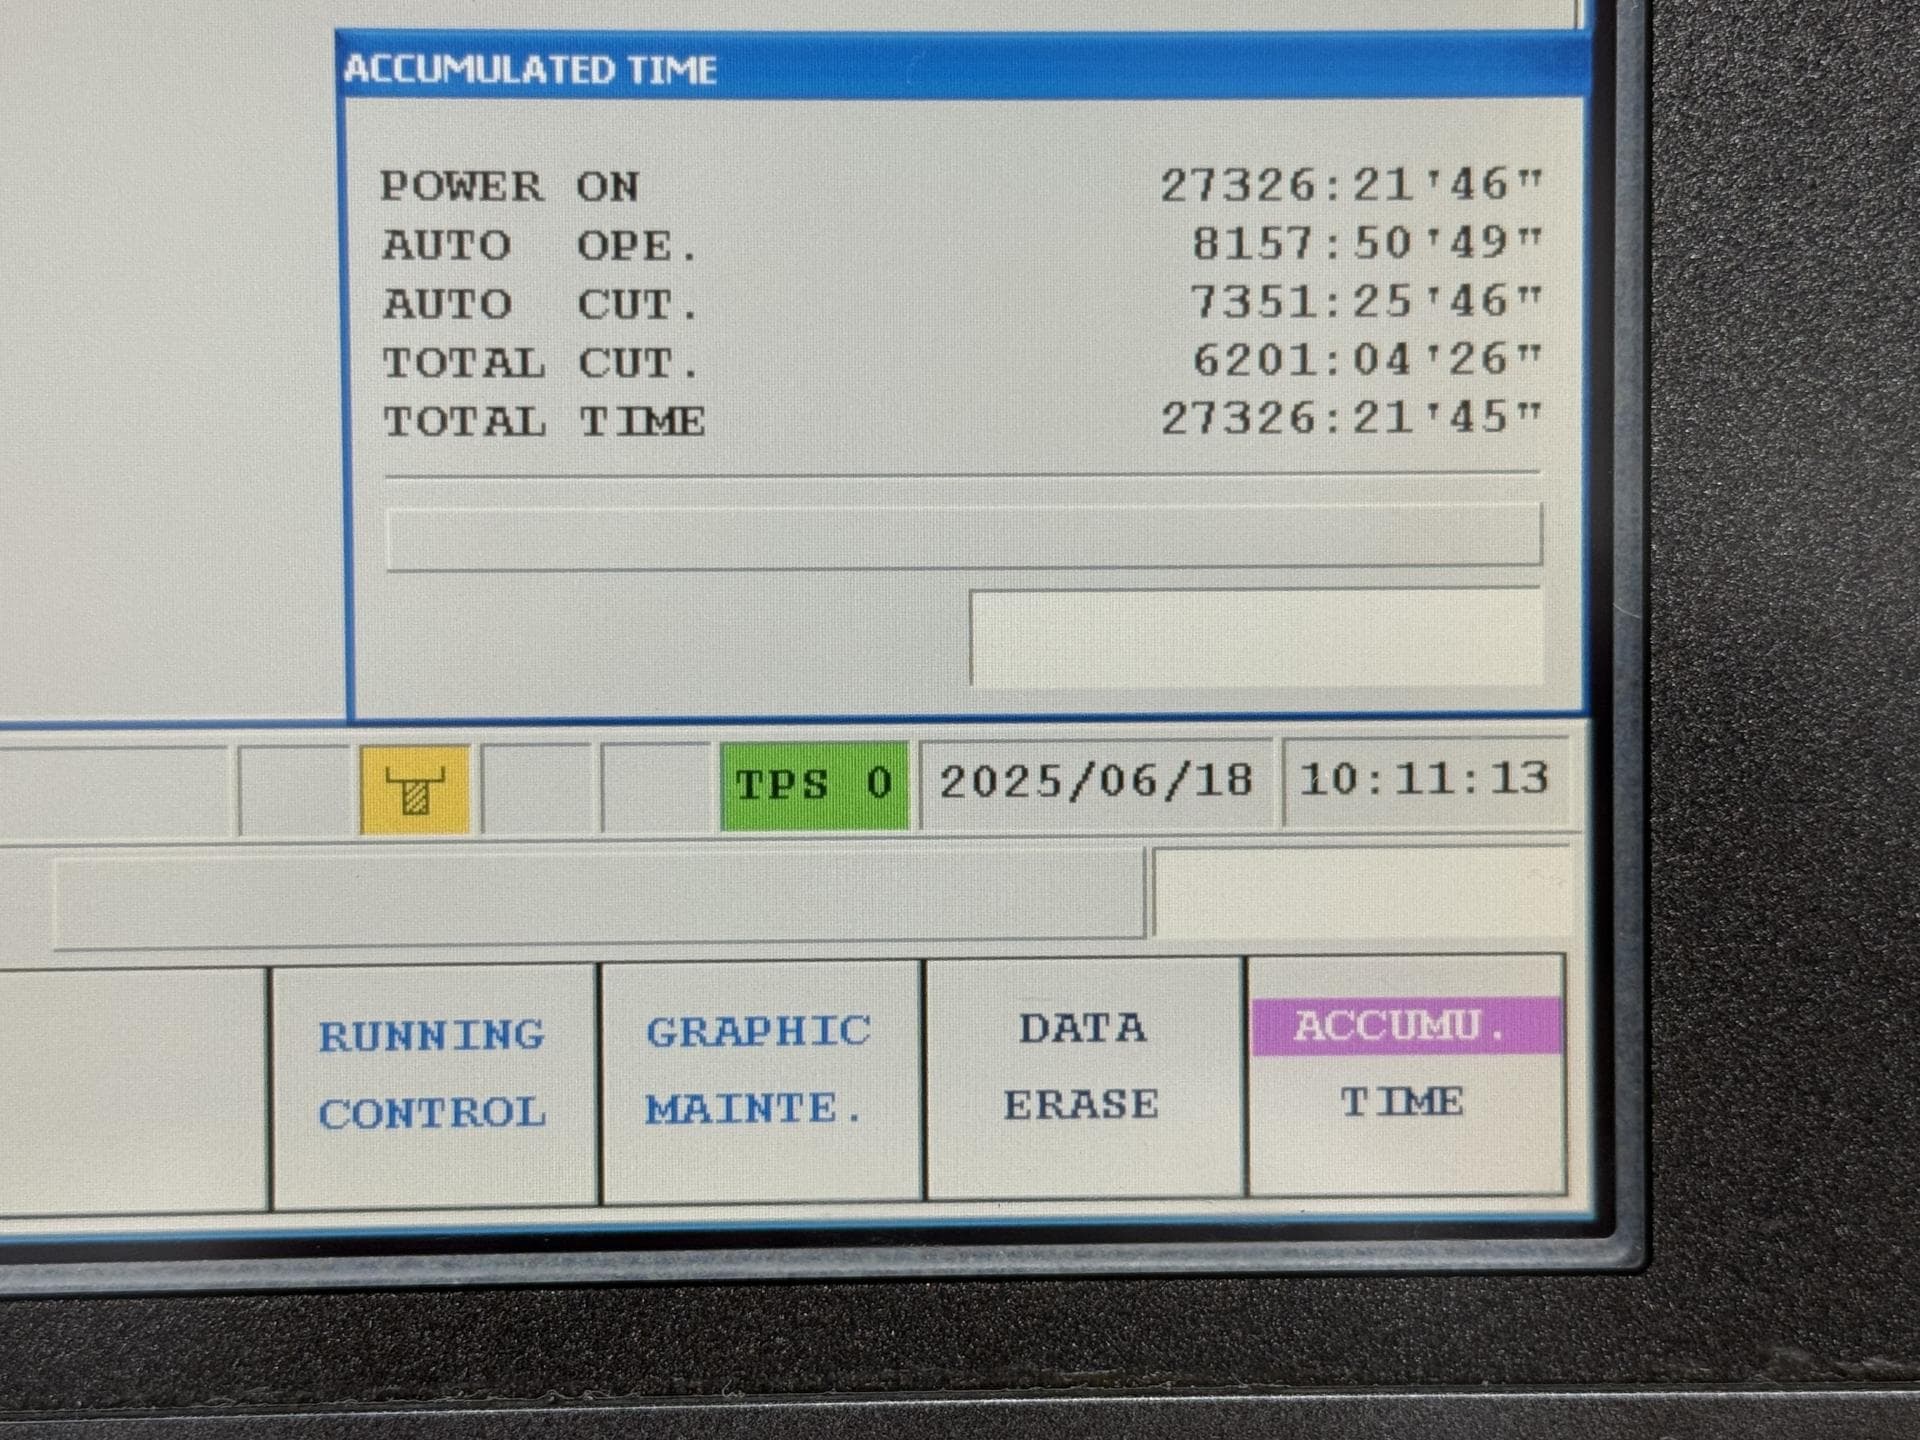 ACCUMULATED TIME
POWER ON 27326:21'46"
AUTO OPE. 8157:50'49"
AUTO CUT. 7351:25'46"
TOTAL CUT. 6201:04'26"
TOTAL TIME 27326:21'45"
TPS 0 2025/06/18 10:11:13
RUNNING CONTROL
GRAPHIC MAINTE.
DATA ERASE
ACCUMU. TIME